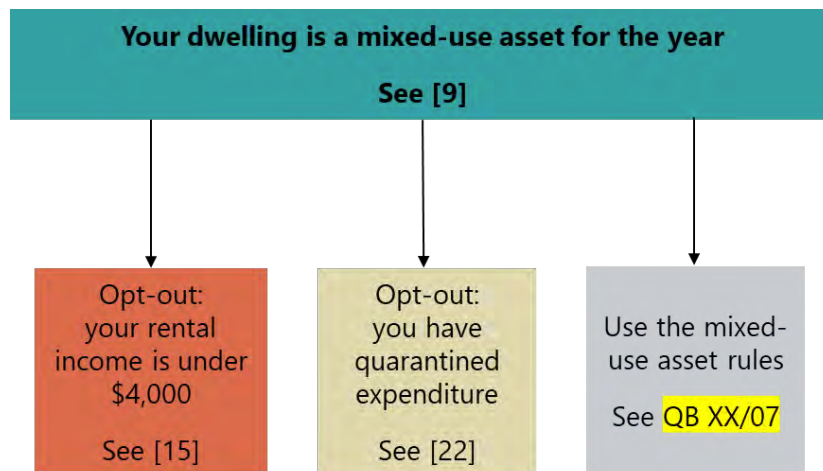 Your dwelling is a mixed-use asset for the year
See [9]
Opt-out:
your rental
income is under
$4,000
See [15]
Opt-out:
you have
quarantined
expenditure
See [22]
Use the mixed-
use asset rules
See QB XX/07